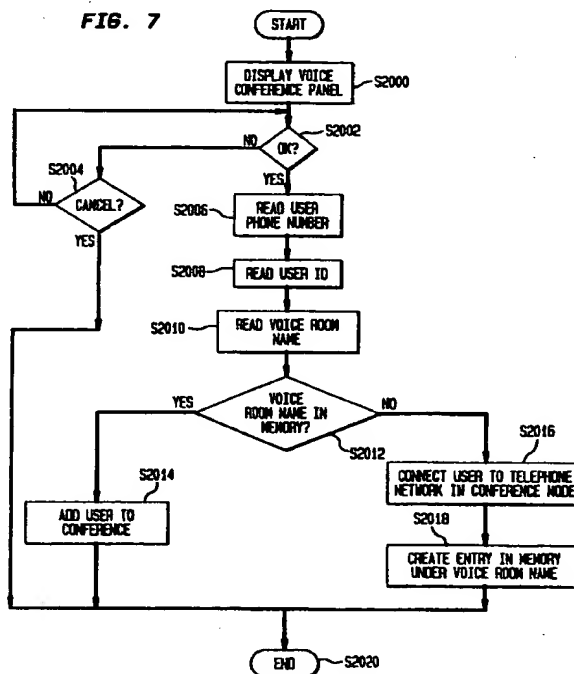 FIG. 7
START
DISPLAY VOICE
CONFERENCE PANEL
S2000
S2002
NO
OK?
S2004
NO
CANCEL?
YES
YES
S2006
READ USER
PHONE NUMBER
S2008
READ USER ID
S2010
READ VOICE ROOM
NAME
YES
VOICE
ROOM NAME IN
MEMORY?
NO
S2012
S2016
S2014
CONNECT USER TO TELEPHONE
NETWORK IN CONFERENCE MODE
ADD USER TO
CONFERENCE
S2018
CREATE ENTRY IN MEMORY
UNDER VOICE ROOM NAME
END
S2020